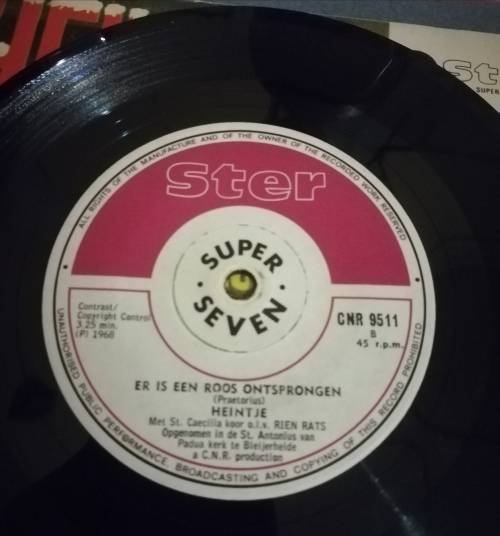 St
SUPER
ALL RIGHTS OF THE MANUFACTURE AND OF THE OWNER OF THE RECORDED WORK RESERVED
Ster
SUPER
· SEVEN ·
Contrast/
Copyright Control
3.25 min.
(P) 1968
CNR 9511
B
45 r.p.m.
ER IS EEN ROOS ONTSPRONGEN
(Praetorius)
HEINTJE
Met St. Caecilia koor o.l.v. RIEN RATS
Opgenomen in de St. Antonius van
Padua kerk te Bleijerheide
a C.N.R. production
UNAUTHORISED PUBLIC PERFORMANCE, BROADCASTING AND COPYING OF THIS RECORD PROHIBITED